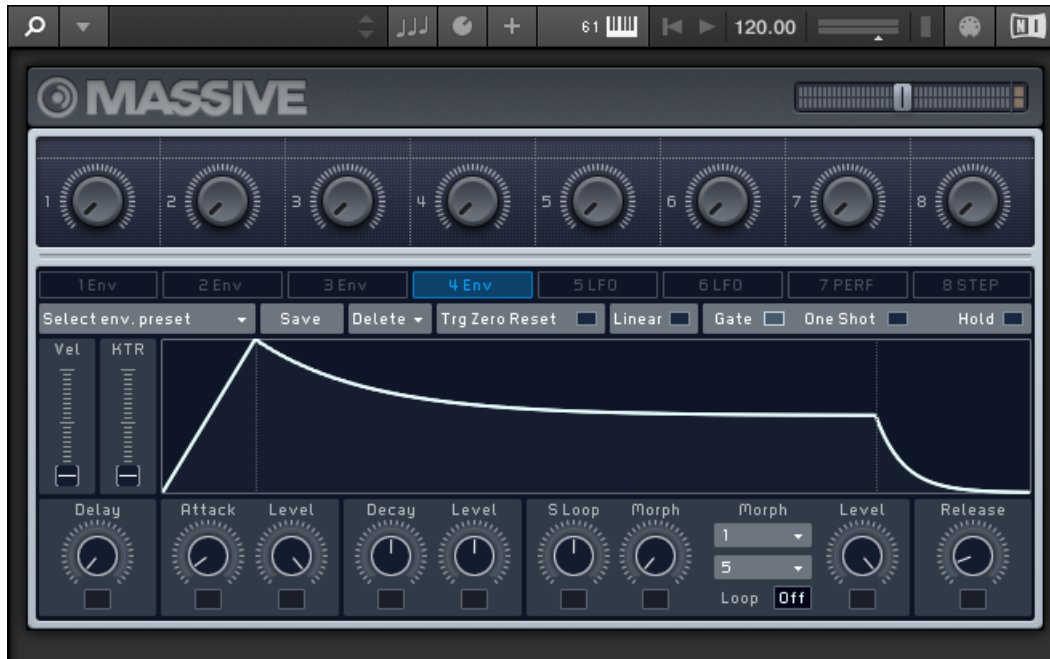 61 120.00 NI
MASSIVE
1 2 3 4 5 6 7 8
1 Env 2 Env 3 Env 4 Env 5 LFO 6 LFO 7 PERF 8 STEP
Select env. preset Save Delete Trg Zero Reset Linear Gate One Shot Hold
Vel KTR
Delay Attack Level Decay Level S Loop Morph Morph Level Release
1
5
Loop Off